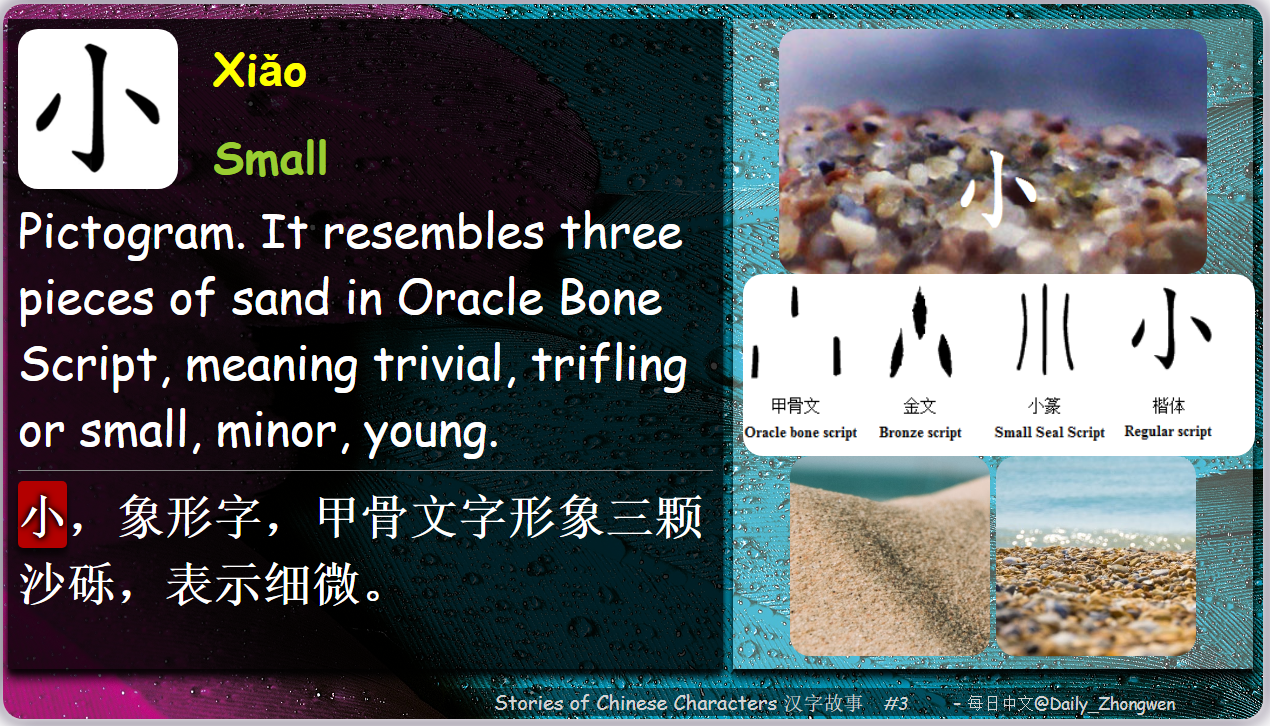 小
Xiǎo
Small
Pictogram. It resembles three
pieces of sand in Oracle Bone
Script, meaning trivial, trifling
or small, minor, young.
小，象形字，甲骨文字形象三颗
沙砾，表示细微。
小
小
甲骨文 金文 小篆 楷体
Oracle bone script Bronze script Small Seal Script Regular script
Stories of Chinese Characters 汉字故事 #3 - 每日中文@Daily_Zhongwen